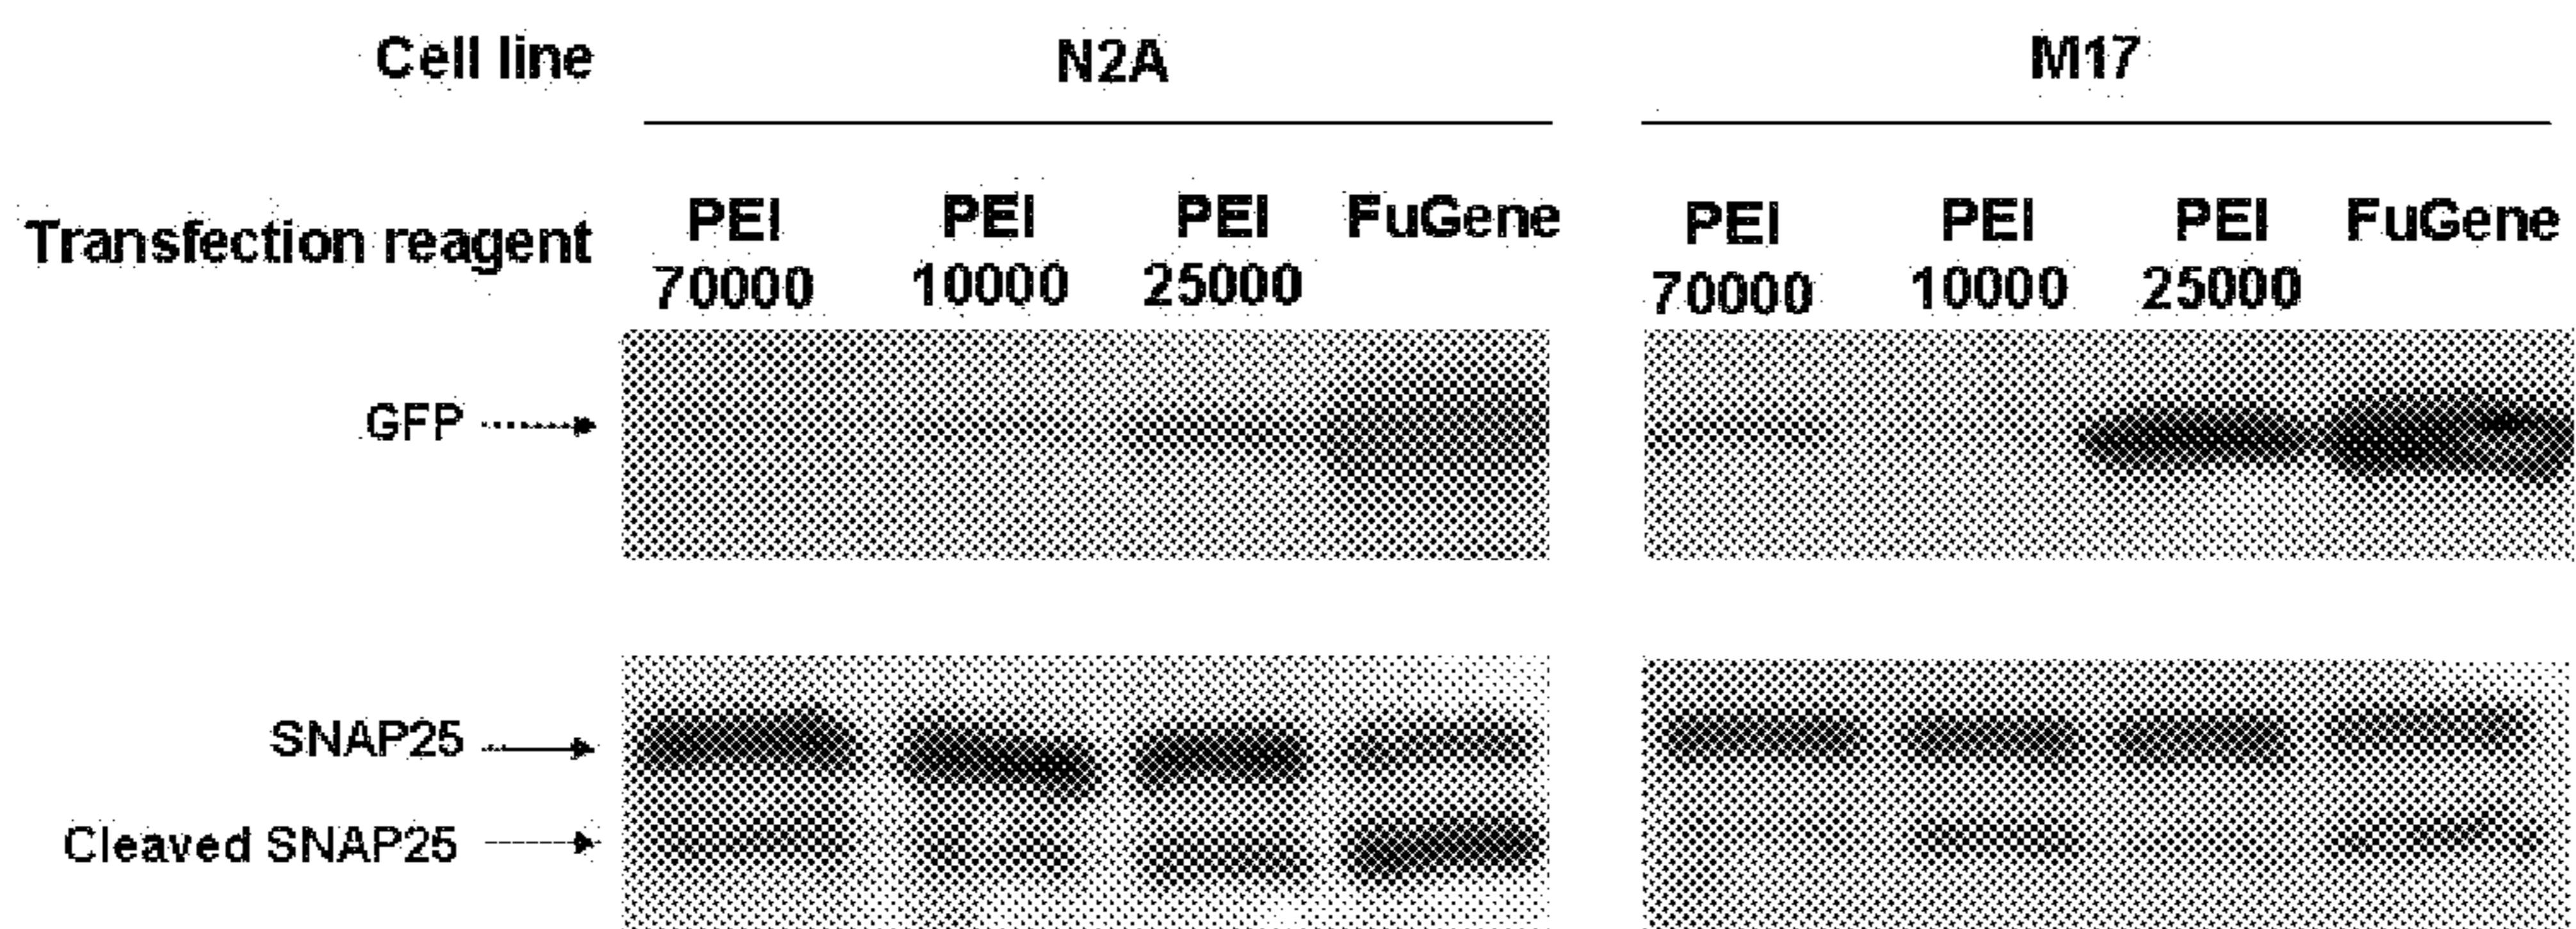 Cell line N2A M17
Transfection reagent PEI 70000 PEI 10000 PEI 25000 FuGene PEI 70000 PEI 10000 PEI 25000 FuGene
GFP
SNAP25
Cleaved SNAP25